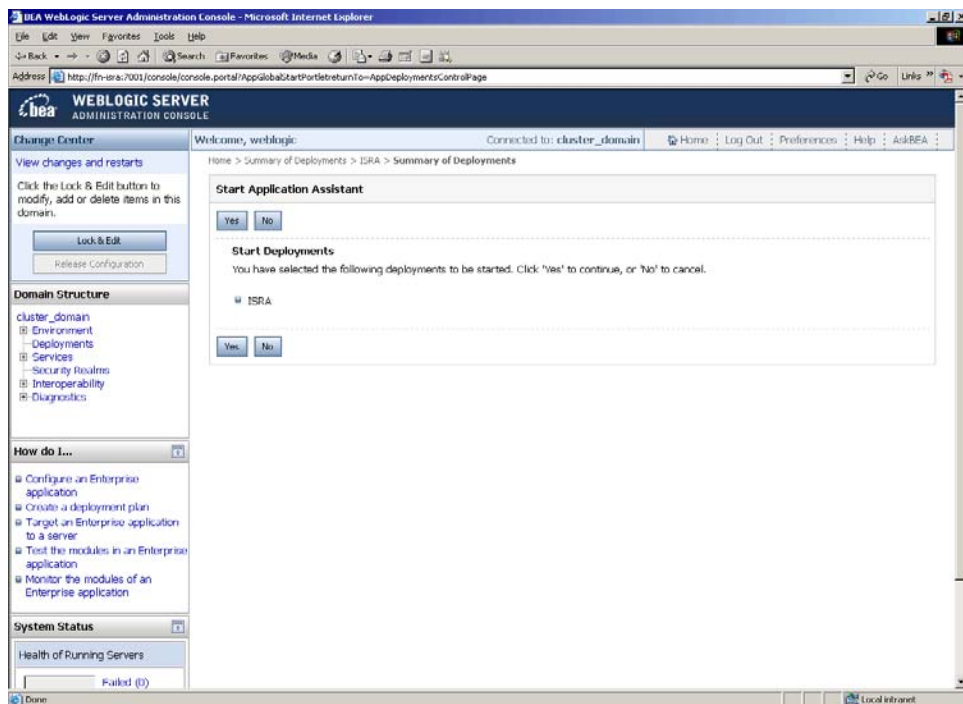 BEA WebLogic Server Administration Console - Microsoft Internet Explorer
File Edit View Favorites Tools Help
Back Search Favorites Media
Address http://fn-isra:7001/console/console.portal?AppGlobalStartPortletreturnTo=AppDeploymentsControlPage Go Links »
bea WEBLOGIC SERVER
ADMINISTRATION CONSOLE
Change Center
View changes and restarts
Click the Lock & Edit button to
modify, add or delete items in this
domain.
Lock & Edit
Release Configuration
Domain Structure
cluster_domain
Environment
Deployments
Services
Security Realms
Interoperability
Diagnostics
How do I...
Configure an Enterprise
application
Create a deployment plan
Target an Enterprise application
to a server
Test the modules in an Enterprise
application
Monitor the modules of an
Enterprise application
System Status
Health of Running Servers
Failed (0)
Welcome, weblogic Connected to: cluster_domain Home Log Out Preferences Help AskBEA
Home > Summary of Deployments > ISRA > Summary of Deployments
Start Application Assistant
Yes No
Start Deployments
You have selected the following deployments to be started. Click 'Yes' to continue, or 'No' to cancel.
ISRA
Yes No
Done Local intranet